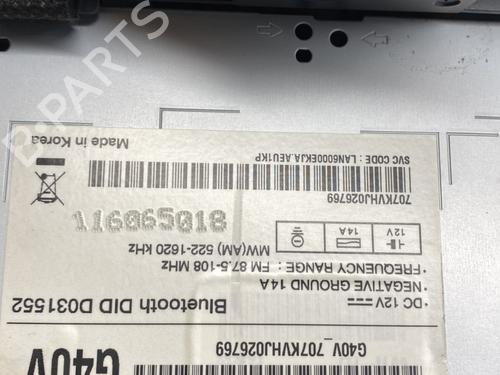 G40V
G40V_707KVHJ026769
Bluetooth DID D031552
• DC 12V
• NEGATIVE GROUND 14A
• FREQUENCY RANGE : FM 87.5-108 MHz
MW(AM) 522-1620 kHz
12V 14A
116065018
707KVHJ026769
SVC CODE : LAN6000EKJA.AEU1KP
Made in Korea
B-PARTS